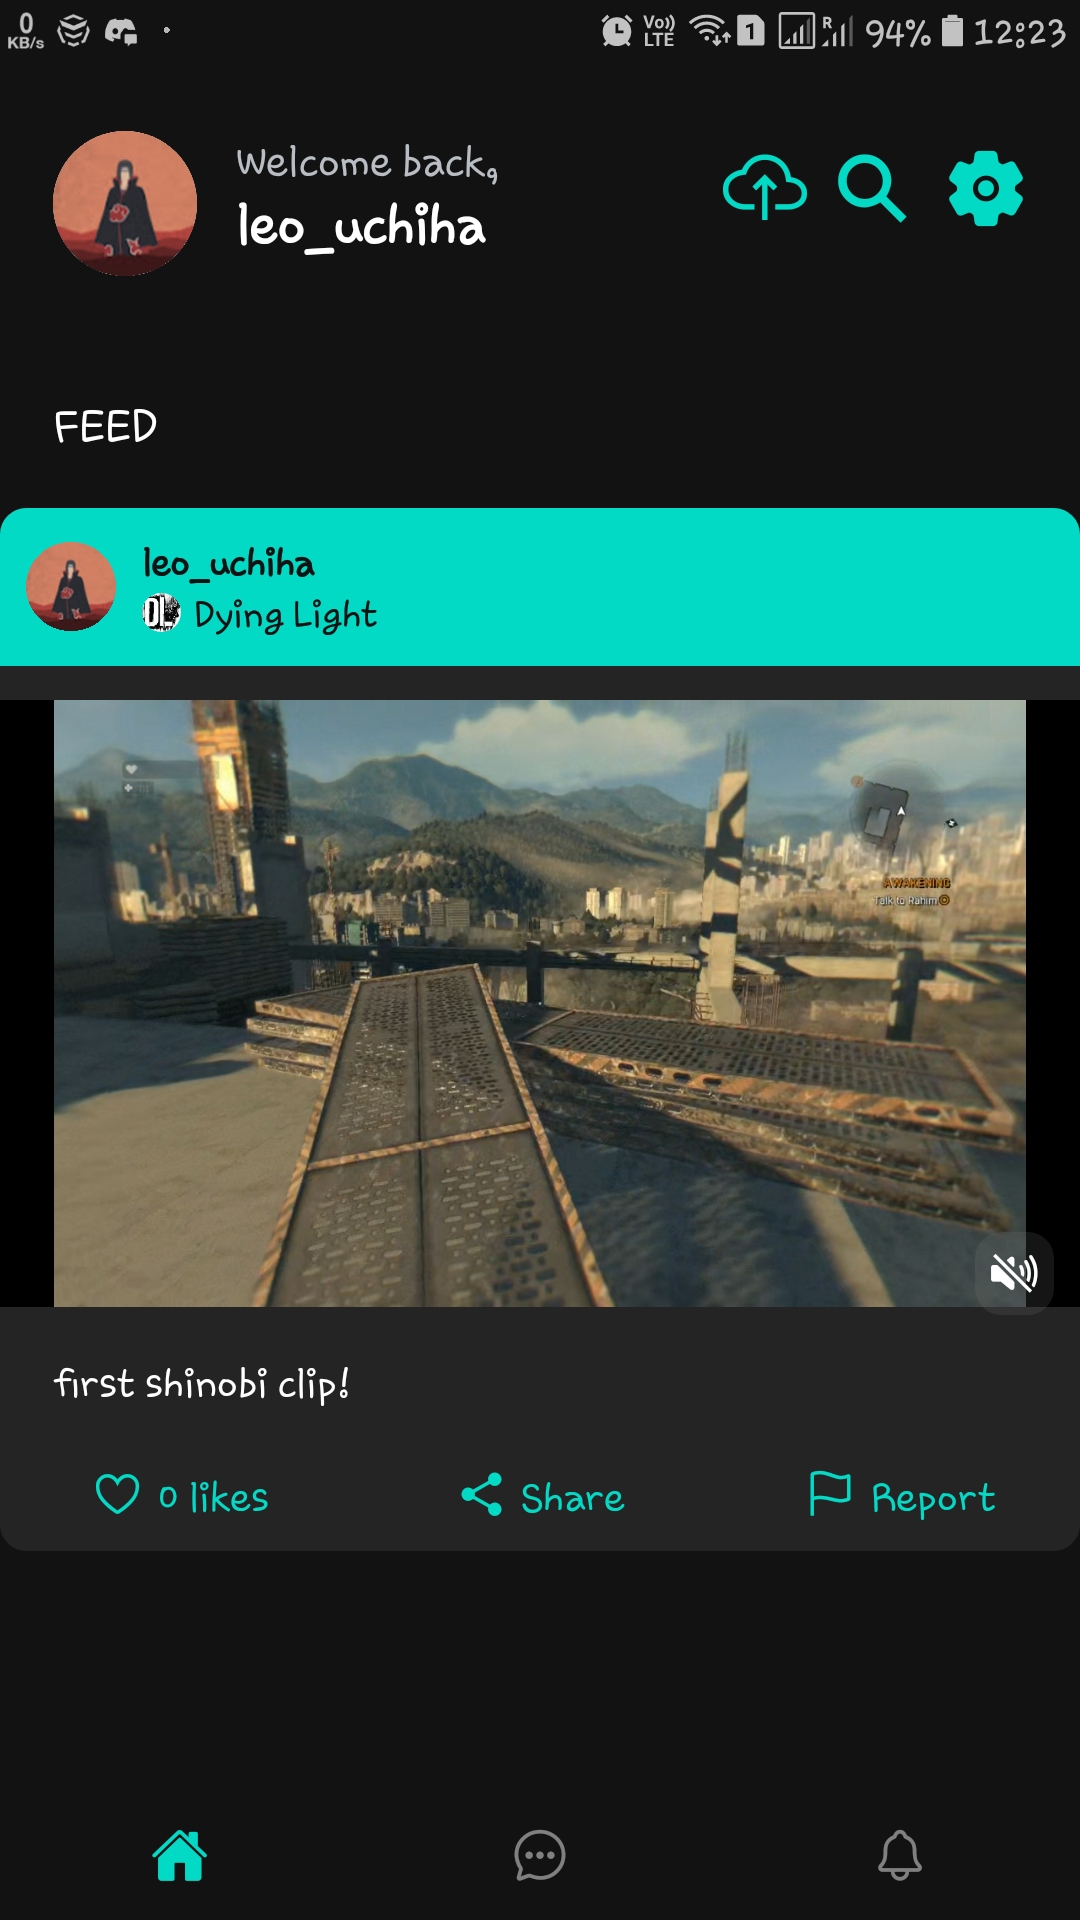 0
KB/s
Vo))
LTE
1
R
94%
12:23
Welcome back,
leo_uchiha
FEED
leo_uchiha
DL
Dying Light
AWAKENING
Talk to Rahim
first shinobi clip!
0 likes
Share
Report